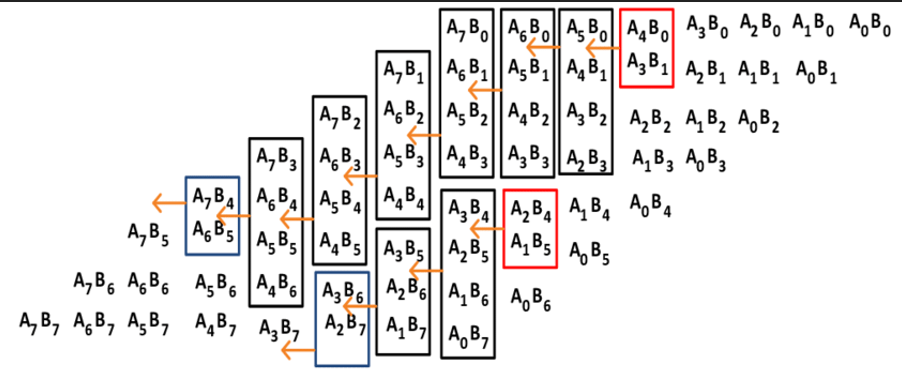 A₇B₀ A₆B₀ A₅B₀ A₄B₀ A₃B₀ A₂B₀ A₁B₀ A₀B₀
A₇B₁ A₆B₁ A₅B₁ A₄B₁ A₃B₁ A₂B₁ A₁B₁ A₀B₁
A₇B₂ A₆B₂ A₅B₂ A₄B₂ A₃B₂ A₂B₂ A₁B₂ A₀B₂
A₇B₃ A₆B₃ A₅B₃ A₄B₃ A₃B₃ A₂B₃ A₁B₃ A₀B₃
A₇B₄ A₆B₄ A₅B₄ A₄B₄ A₃B₄ A₂B₄ A₁B₄ A₀B₄
A₇B₅ A₆B₅ A₅B₅ A₄B₅ A₃B₅ A₂B₅ A₁B₅ A₀B₅
A₇B₆ A₆B₆ A₅B₆ A₄B₆ A₃B₆ A₂B₆ A₁B₆ A₀B₆
A₇B₇ A₆B₇ A₅B₇ A₄B₇ A₃B₇ A₂B₇ A₁B₇ A₀B₇